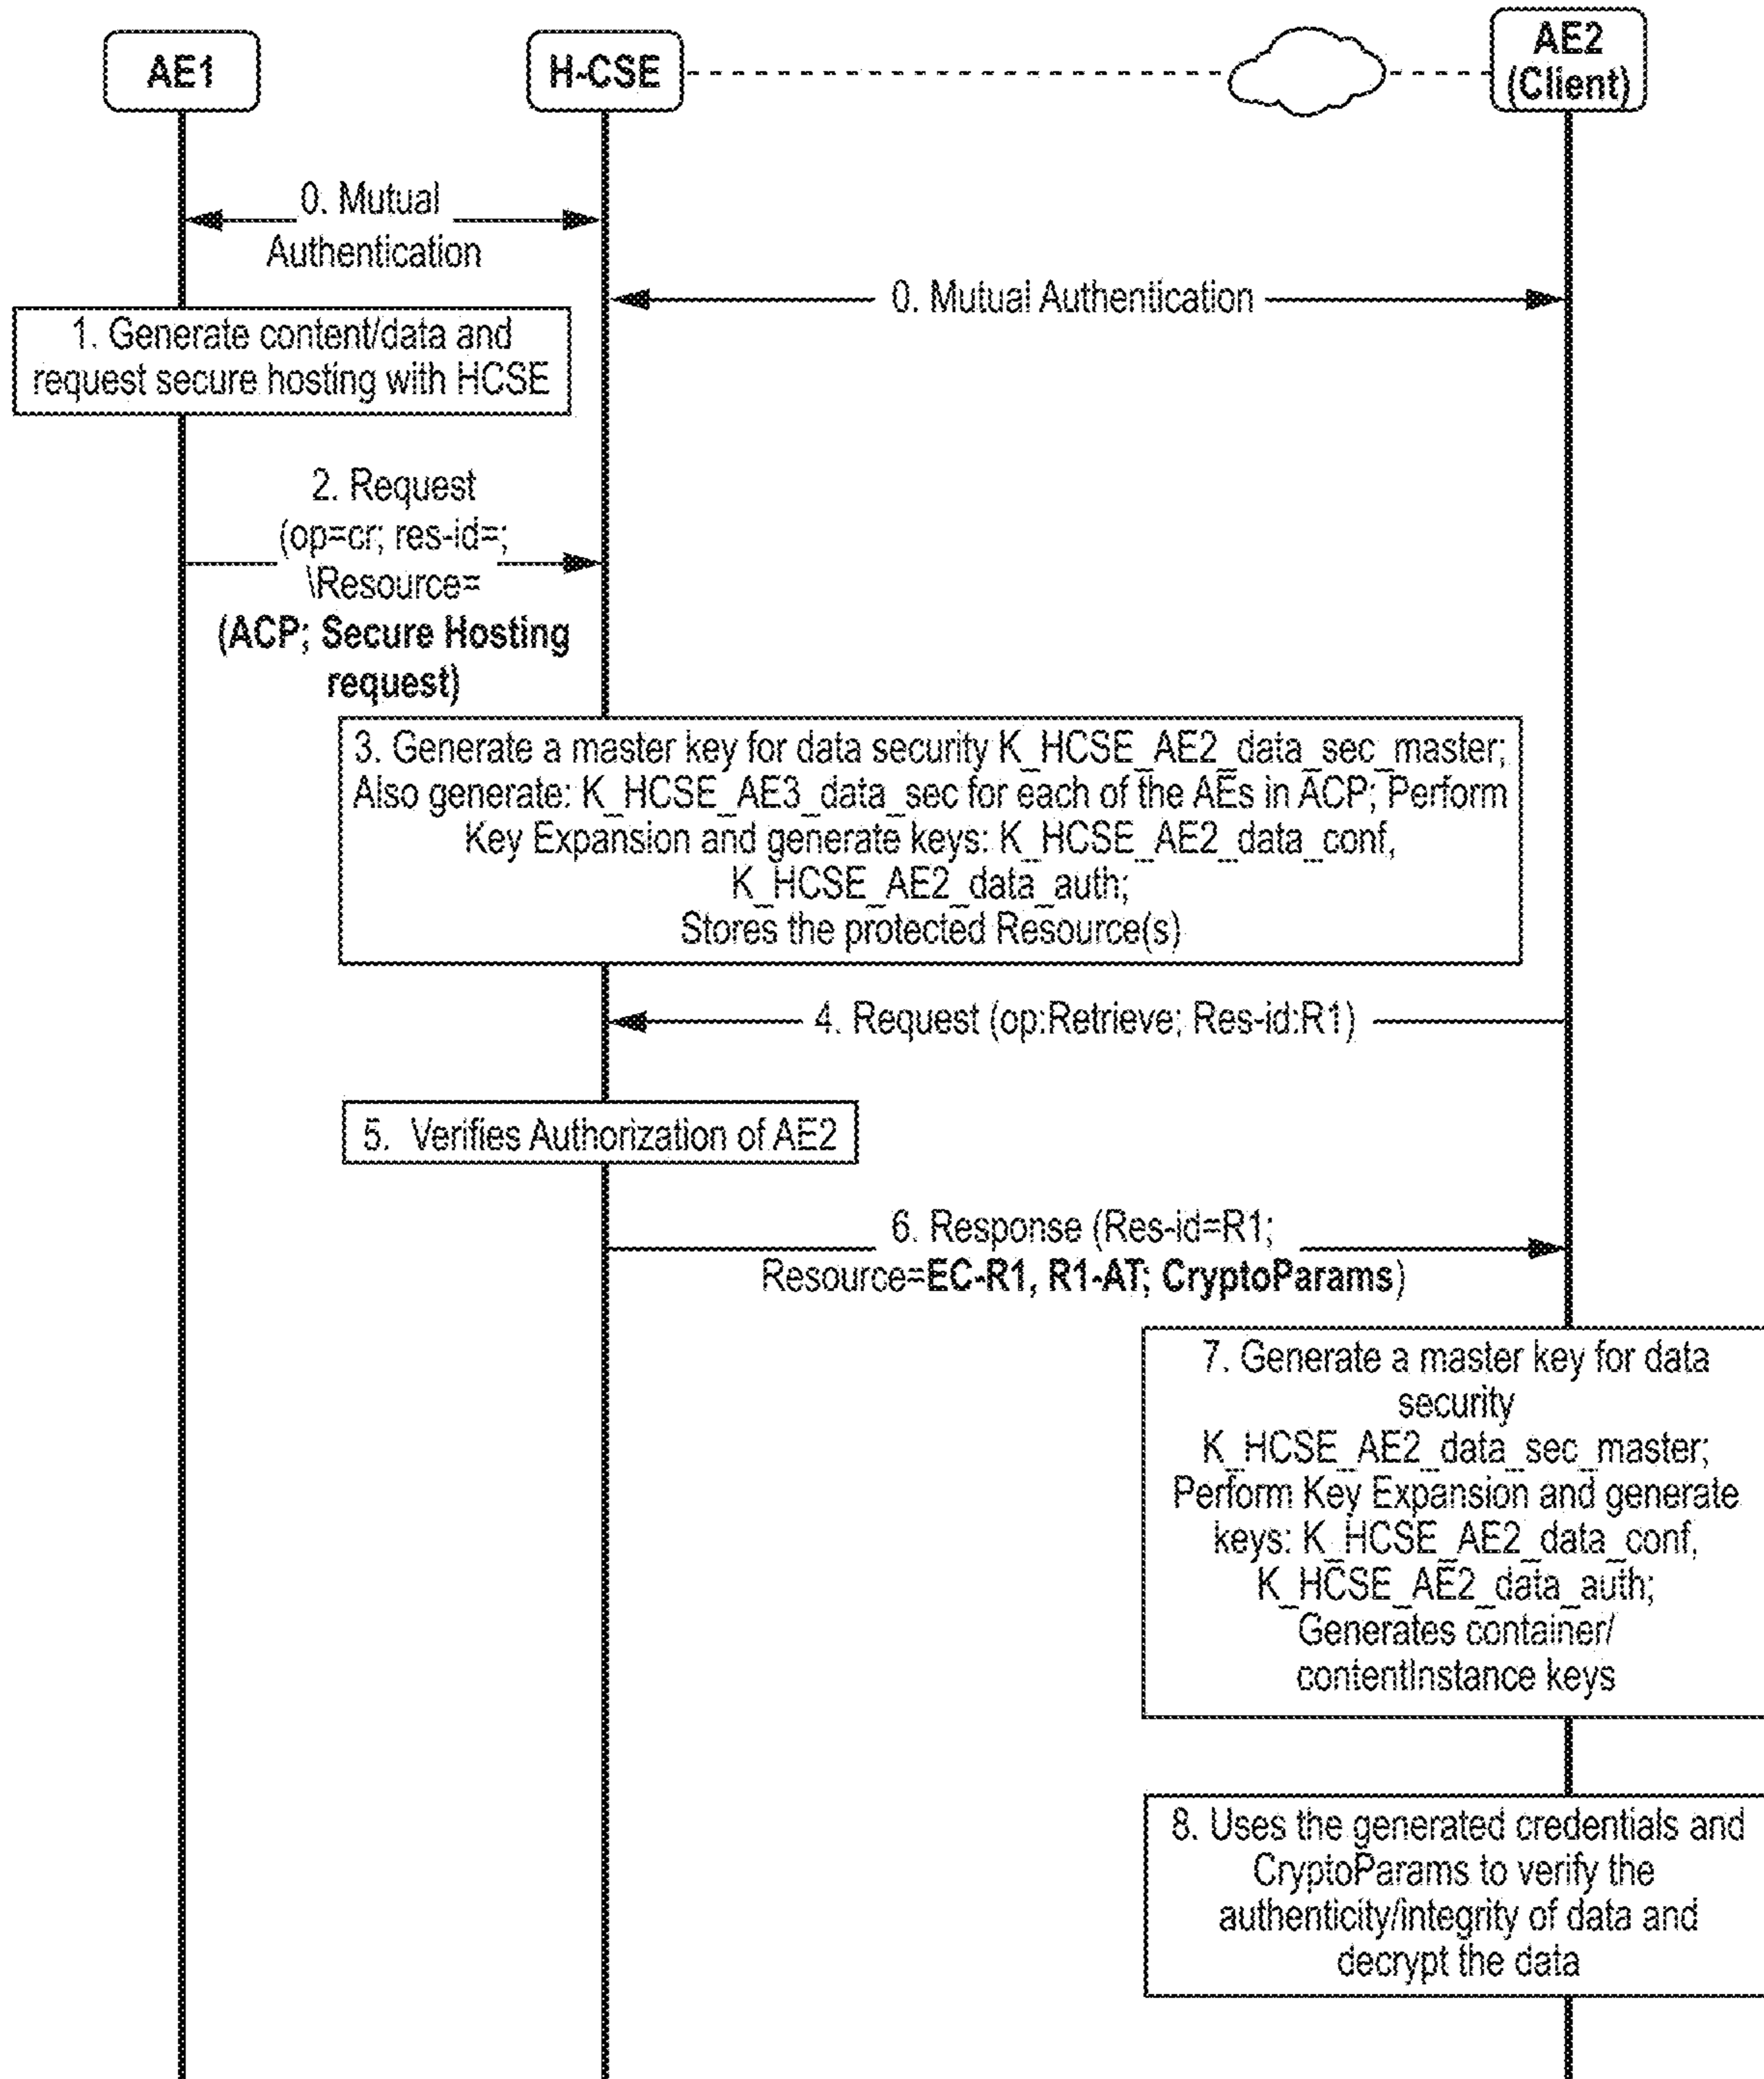 AE1
H-CSE
AE2
(Client)
0. Mutual
Authentication
0. Mutual Authentication
1. Generate content/data and
request secure hosting with HCSE
2. Request
(op=cr; res-id=;
\Resource=
(ACP; Secure Hosting
request)
3. Generate a master key for data security K_HCSE_AE2_data_sec_master;
Also generate: K_HCSE_AE3_data_sec for each of the AEs in ACP; Perform
Key Expansion and generate keys: K_HCSE_AE2_data_conf,
K_HCSE_AE2_data_auth;
Stores the protected Resource(s)
4. Request (op:Retrieve; Res-id:R1)
5. Verifies Authorization of AE2
6. Response (Res-id=R1;
Resource=EC-R1, R1-AT; CryptoParams)
7. Generate a master key for data
security
K_HCSE_AE2_data_sec_master;
Perform Key Expansion and generate
keys: K_HCSE_AE2_data_conf,
K_HCSE_AE2_data_auth;
Generates container/
contentInstance keys
8. Uses the generated credentials and
CryptoParams to verify the
authenticity/integrity of data and
decrypt the data